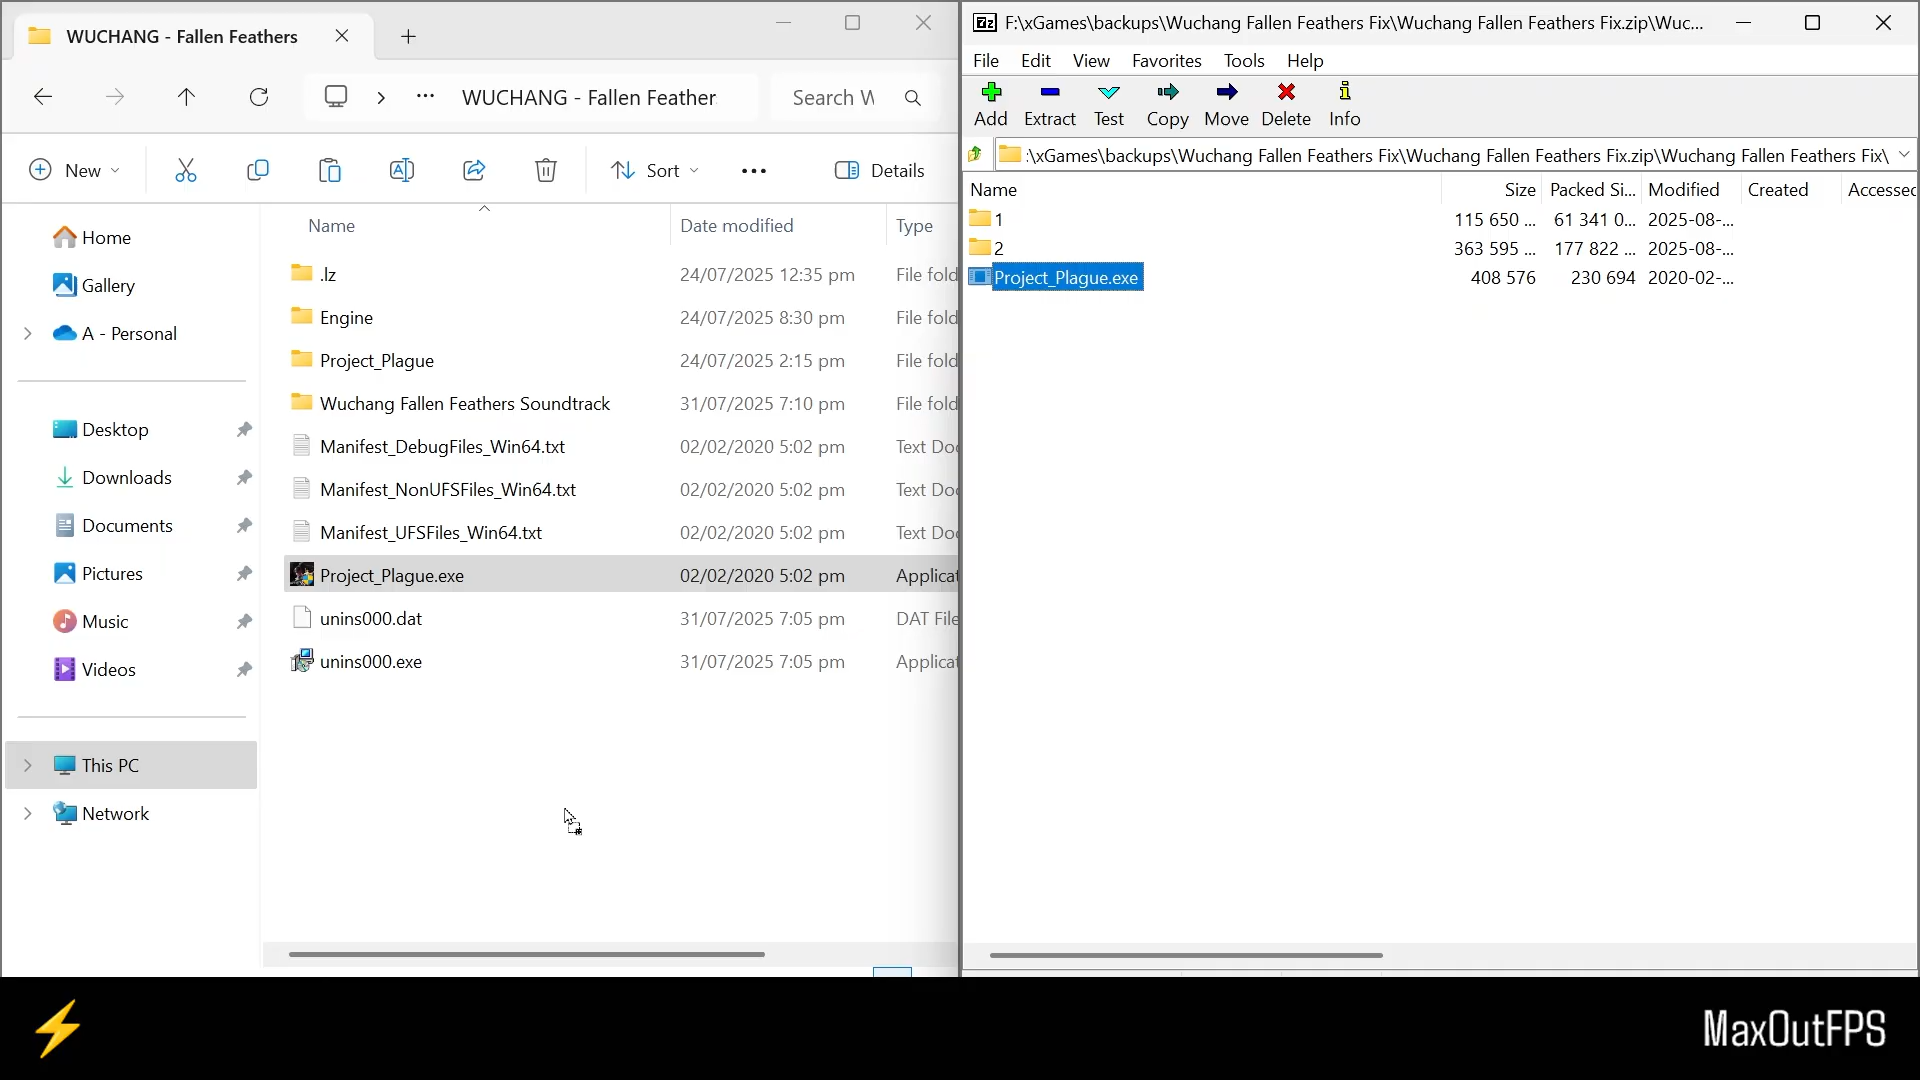 WUCHANG - Fallen Feathers
WUCHANG - Fallen Feather
Search W
New
Sort
Details
Home
Gallery
A - Personal
Desktop
Downloads
Documents
Pictures
Music
Videos
This PC
Network
Name Date modified Type
.lz 24/07/2025 12:35 pm File fold
Engine 24/07/2025 8:30 pm File fold
Project_Plague 24/07/2025 2:15 pm File fold
Wuchang Fallen Feathers Soundtrack 31/07/2025 7:10 pm File fold
Manifest_DebugFiles_Win64.txt 02/02/2020 5:02 pm Text Doc
Manifest_NonUFSFiles_Win64.txt 02/02/2020 5:02 pm Text Doc
Manifest_UFSFiles_Win64.txt 02/02/2020 5:02 pm Text Doc
Project_Plague.exe 02/02/2020 5:02 pm Applicat
unins000.dat 31/07/2025 7:05 pm DAT File
unins000.exe 31/07/2025 7:05 pm Applicat
7z F:\xGames\backups\Wuchang Fallen Feathers Fix\Wuchang Fallen Feathers Fix.zip\Wuc...
File Edit View Favorites Tools Help
Add Extract Test Copy Move Delete Info
:\xGames\backups\Wuchang Fallen Feathers Fix\Wuchang Fallen Feathers Fix.zip\Wuchang Fallen Feathers Fix\
Name Size Packed Si... Modified Created Accessed
1 115 650 ... 61 341 0... 2025-08-...
2 363 595 ... 177 822 ... 2025-08-...
Project_Plague.exe 408 576 230 694 2020-02-...
MaxOutFPS